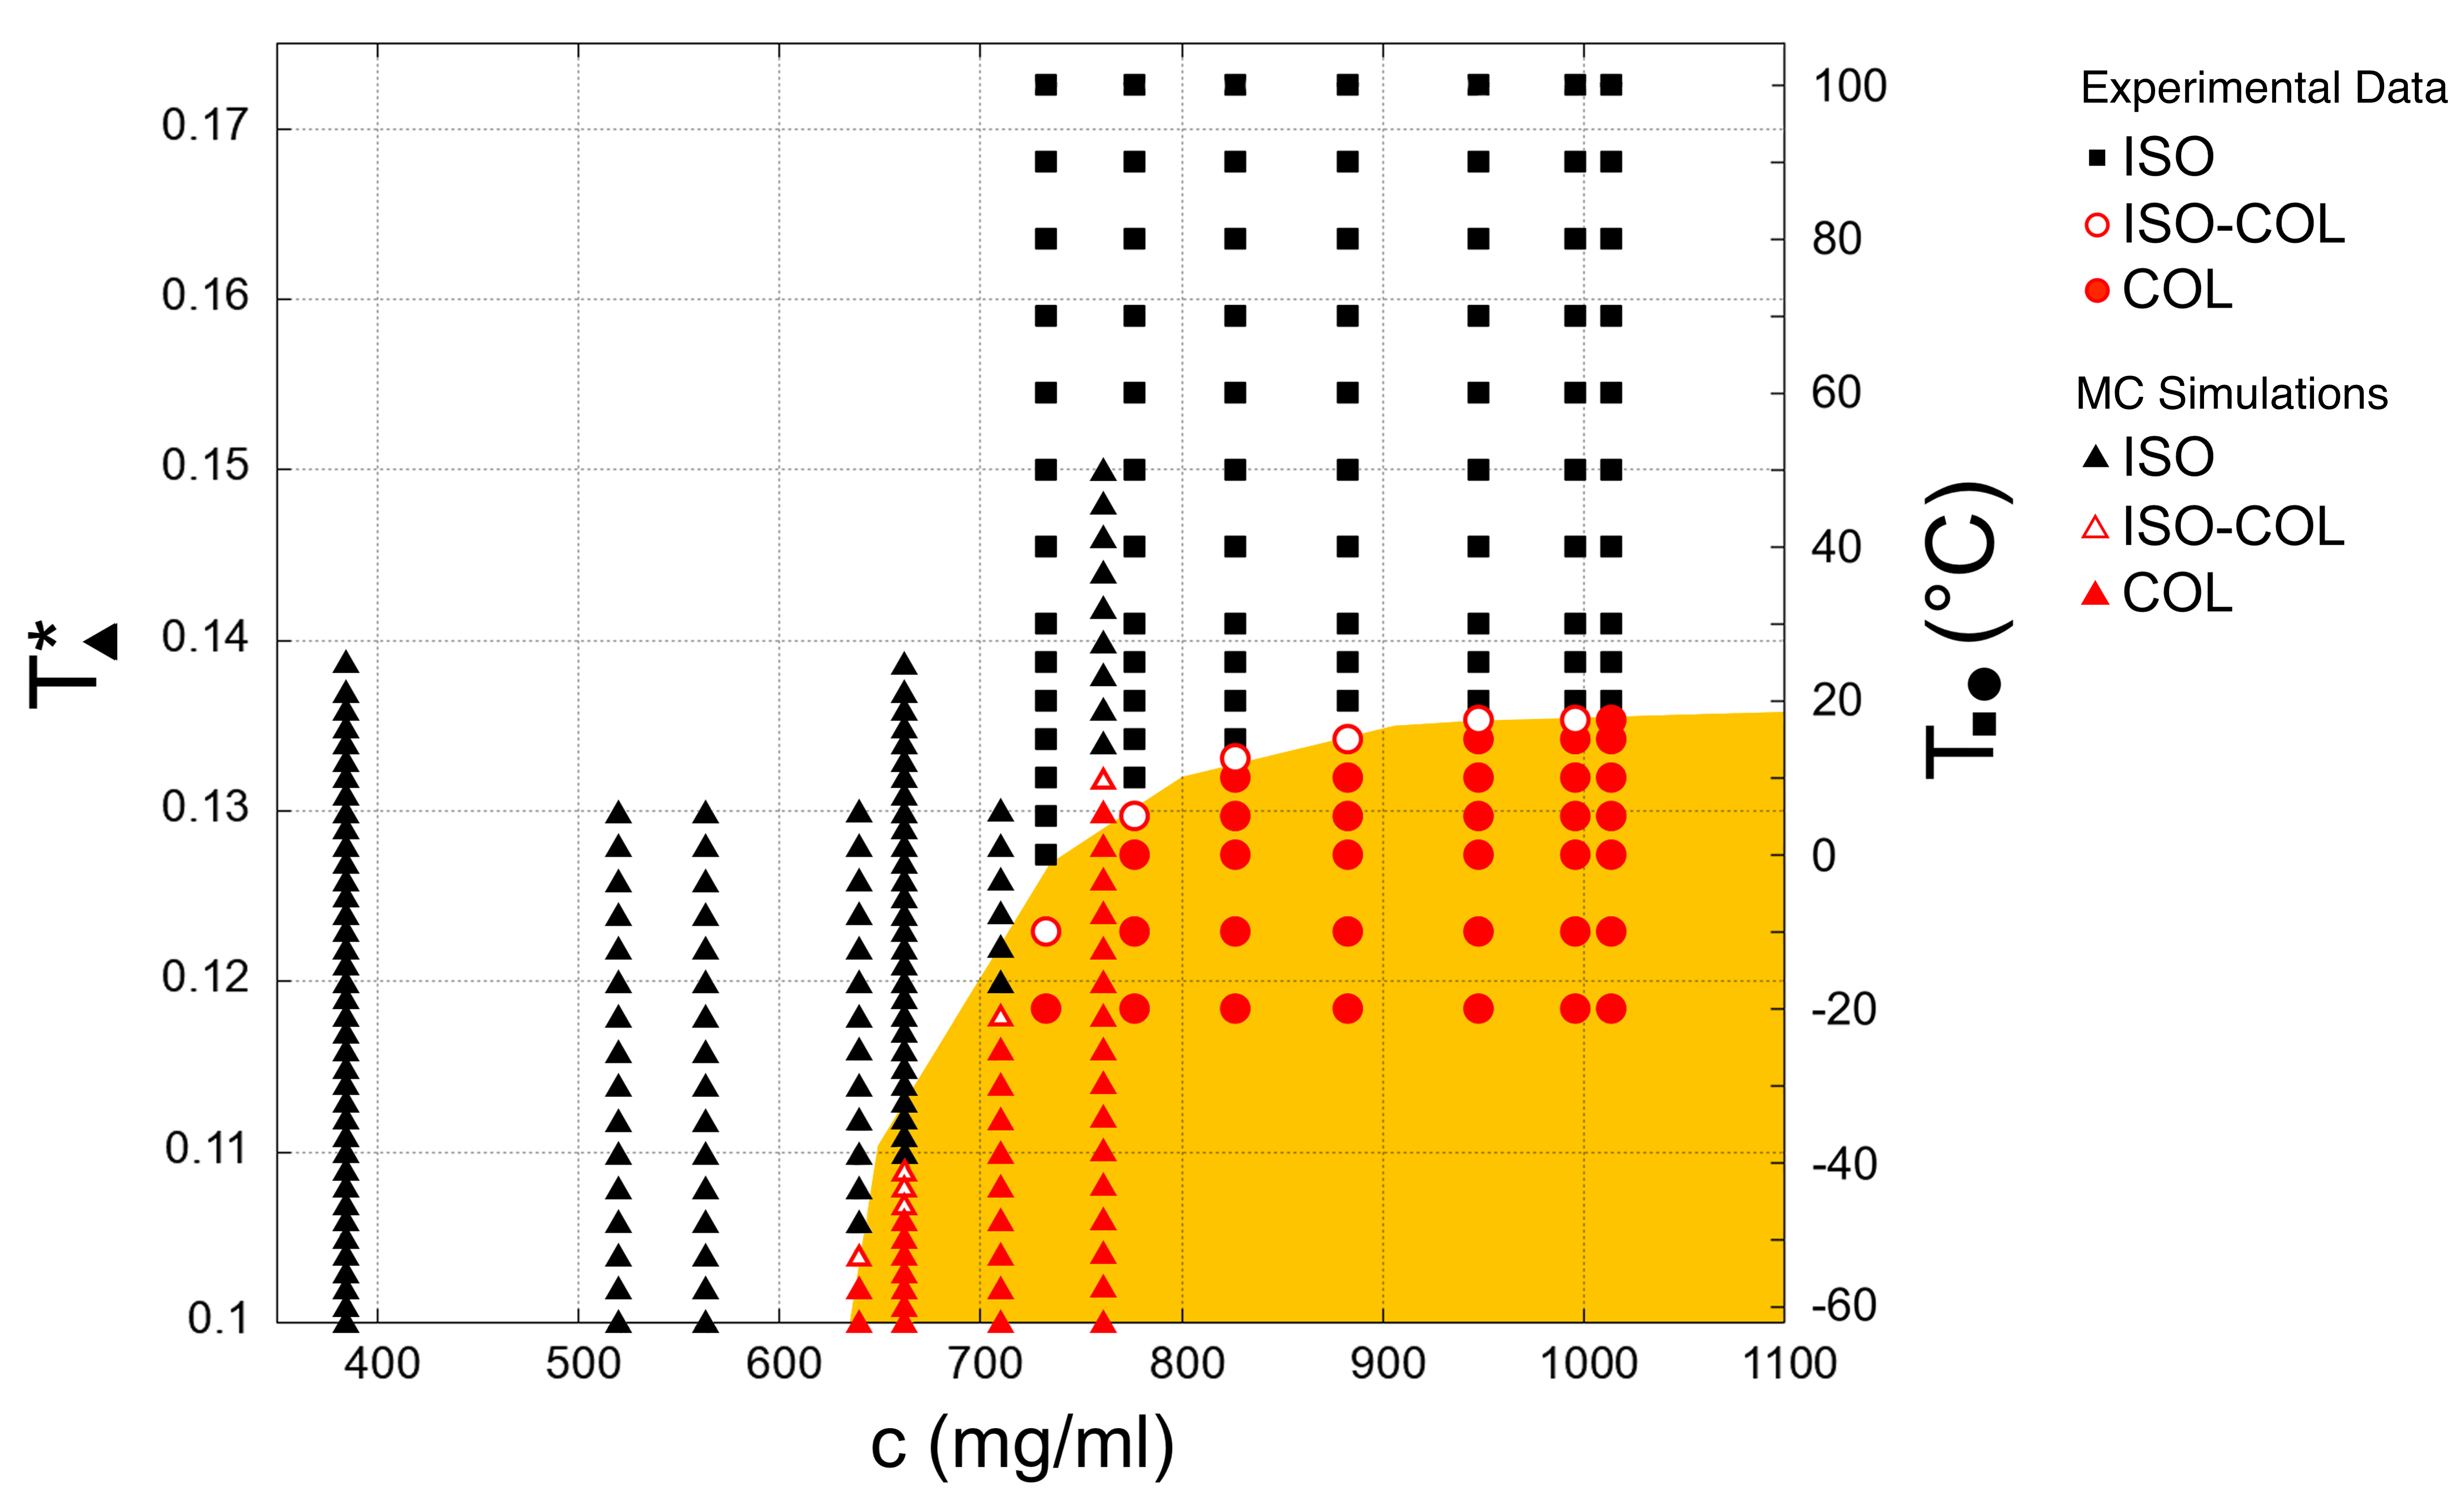 0.17
0.16
0.15
0.14
0.13
0.12
0.11
0.1
T*
400 500 600 700 800 900 1000 1100
c (mg/ml)
100
80
60
40
20
0
-20
-40
-60
T (°C)
Experimental Data
ISO
ISO-COL
COL
MC Simulations
ISO
ISO-COL
COL